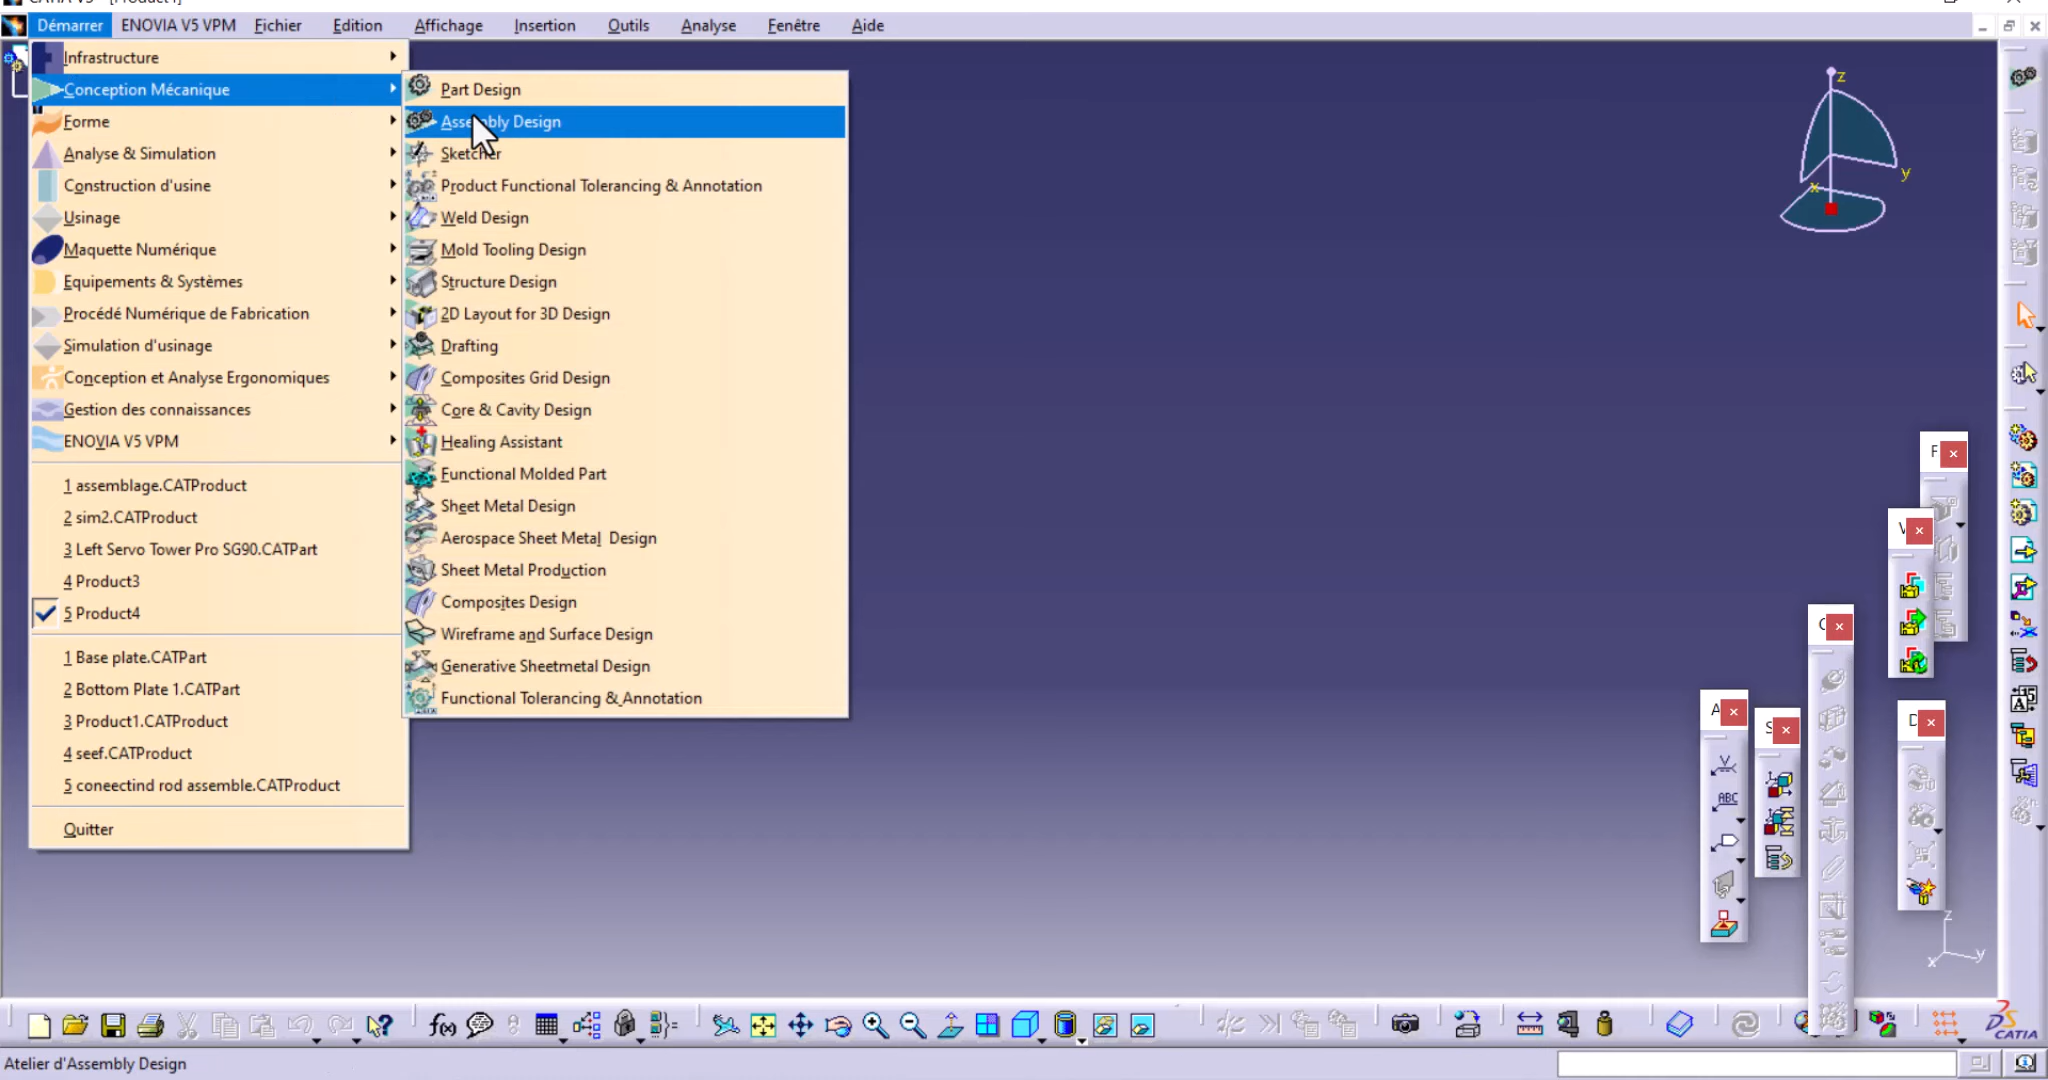 Démarrer ENOVIA V5 VPM Fichier Edition Affichage Insertion Outils Analyse Fenêtre Aide
Infrastructure
Conception Mécanique
Forme
Analyse & Simulation
Construction d'usine
Usinage
Maquette Numérique
Equipements & Systèmes
Procédé Numérique de Fabrication
Simulation d'usinage
Conception et Analyse Ergonomiques
Gestion des connaissances
ENOVIA V5 VPM
1 assemblage.CATProduct
2 sim2.CATProduct
3 Left Servo Tower Pro SG90.CATPart
4 Product3
5 Product4
1 Base plate.CATPart
2 Bottom Plate 1.CATPart
3 Product1.CATProduct
4 seef.CATProduct
5 coneectind rod assemble.CATProduct
Quitter
Part Design
Assembly Design
Sketcher
Product Functional Tolerancing & Annotation
Weld Design
Mold Tooling Design
Structure Design
2D Layout for 3D Design
Drafting
Composites Grid Design
Core & Cavity Design
Healing Assistant
Functional Molded Part
Sheet Metal Design
Aerospace Sheet Metal Design
Sheet Metal Production
Composites Design
Wireframe and Surface Design
Generative Sheetmetal Design
Functional Tolerancing & Annotation
z
y
x
F
A
S
D
ABC
z
y
x
f(x)
CATIA
Atelier d'Assembly Design